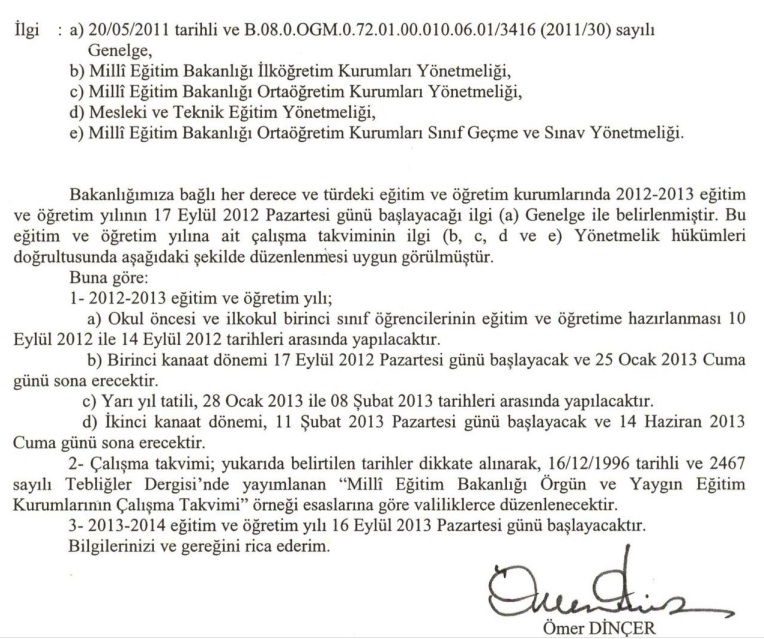 İlgi : a) 20/05/2011 tarihli ve B.08.0.OGM.0.72.01.00.010.06.01/3416 (2011/30) sayılı
Genelge,
b) Millî Eğitim Bakanlığı İlköğretim Kurumları Yönetmeliği,
c) Millî Eğitim Bakanlığı Ortaöğretim Kurumları Yönetmeliği,
d) Mesleki ve Teknik Eğitim Yönetmeliği,
e) Millî Eğitim Bakanlığı Ortaöğretim Kurumları Sınıf Geçme ve Sınav Yönetmeliği.
Bakanlığımıza bağlı her derece ve türdeki eğitim ve öğretim kurumlarında 2012-2013 eğitim
ve öğretim yılının 17 Eylül 2012 Pazartesi günü başlayacağı ilgi (a) Genelge ile belirlenmiştir. Bu
eğitim ve öğretim yılına ait çalışma takviminin ilgi (b, c, d ve e) Yönetmelik hükümleri
doğrultusunda aşağıdaki şekilde düzenlenmesi uygun görülmüştür.
Buna göre:
1- 2012-2013 eğitim ve öğretim yılı;
a) Okul öncesi ve ilkokul birinci sınıf öğrencilerinin eğitim ve öğretime hazırlanması 10
Eylül 2012 ile 14 Eylül 2012 tarihleri arasında yapılacaktır.
b) Birinci kanaat dönemi 17 Eylül 2012 Pazartesi günü başlayacak ve 25 Ocak 2013 Cuma
günü sona erecektir.
c) Yarı yıl tatili, 28 Ocak 2013 ile 08 Şubat 2013 tarihleri arasında yapılacaktır.
d) İkinci kanaat dönemi, 11 Şubat 2013 Pazartesi günü başlayacak ve 14 Haziran 2013
Cuma günü sona erecektir.
2- Çalışma takvimi; yukarıda belirtilen tarihler dikkate alınarak, 16/12/1996 tarihli ve 2467
sayılı Tebliğler Dergisi’nde yayımlanan “Millî Eğitim Bakanlığı Örgün ve Yaygın Eğitim
Kurumlarının Çalışma Takvimi” örneği esaslarına göre valiliklerce düzenlenecektir.
3- 2013-2014 eğitim ve öğretim yılı 16 Eylül 2013 Pazartesi günü başlayacaktır.
Bilgilerinizi ve gereğini rica ederim.
Ömer DİNÇER